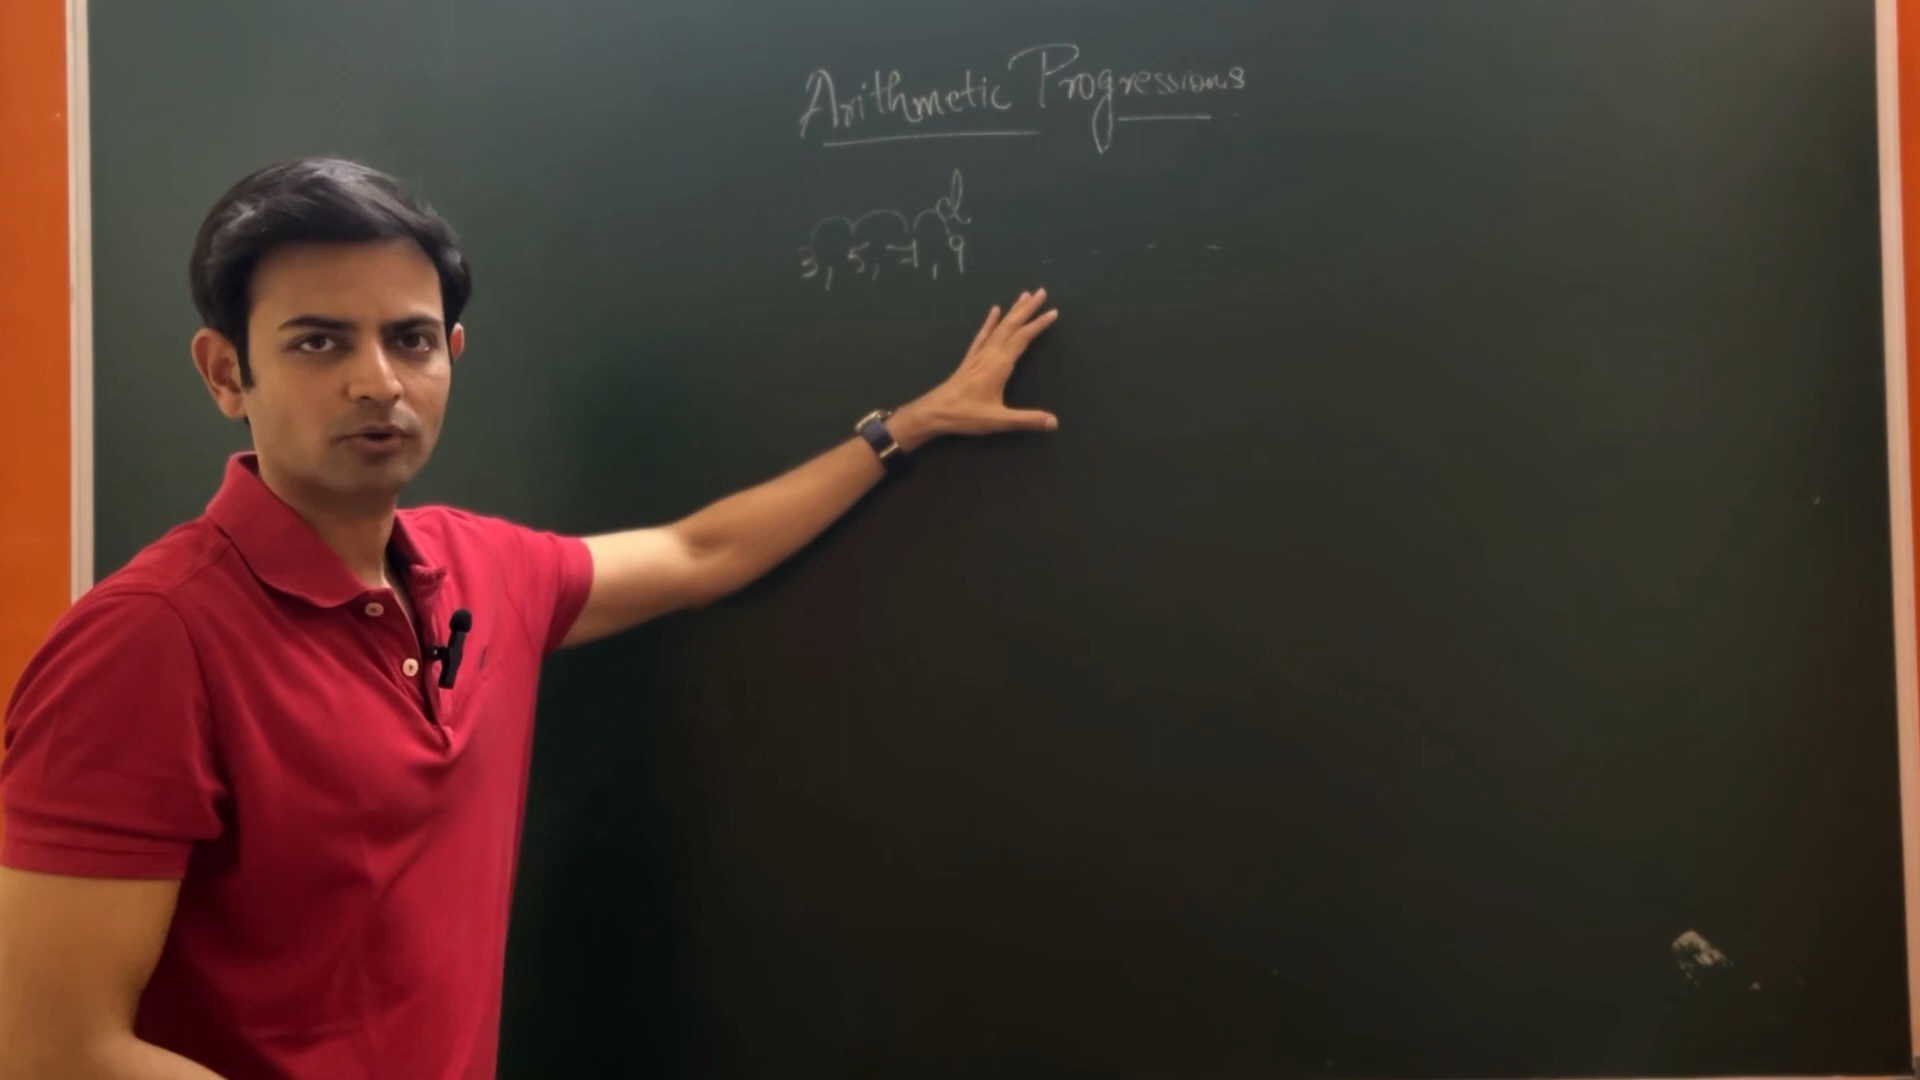 Arithmetic Progressions
d
3, 5, 7, 9 - - - -